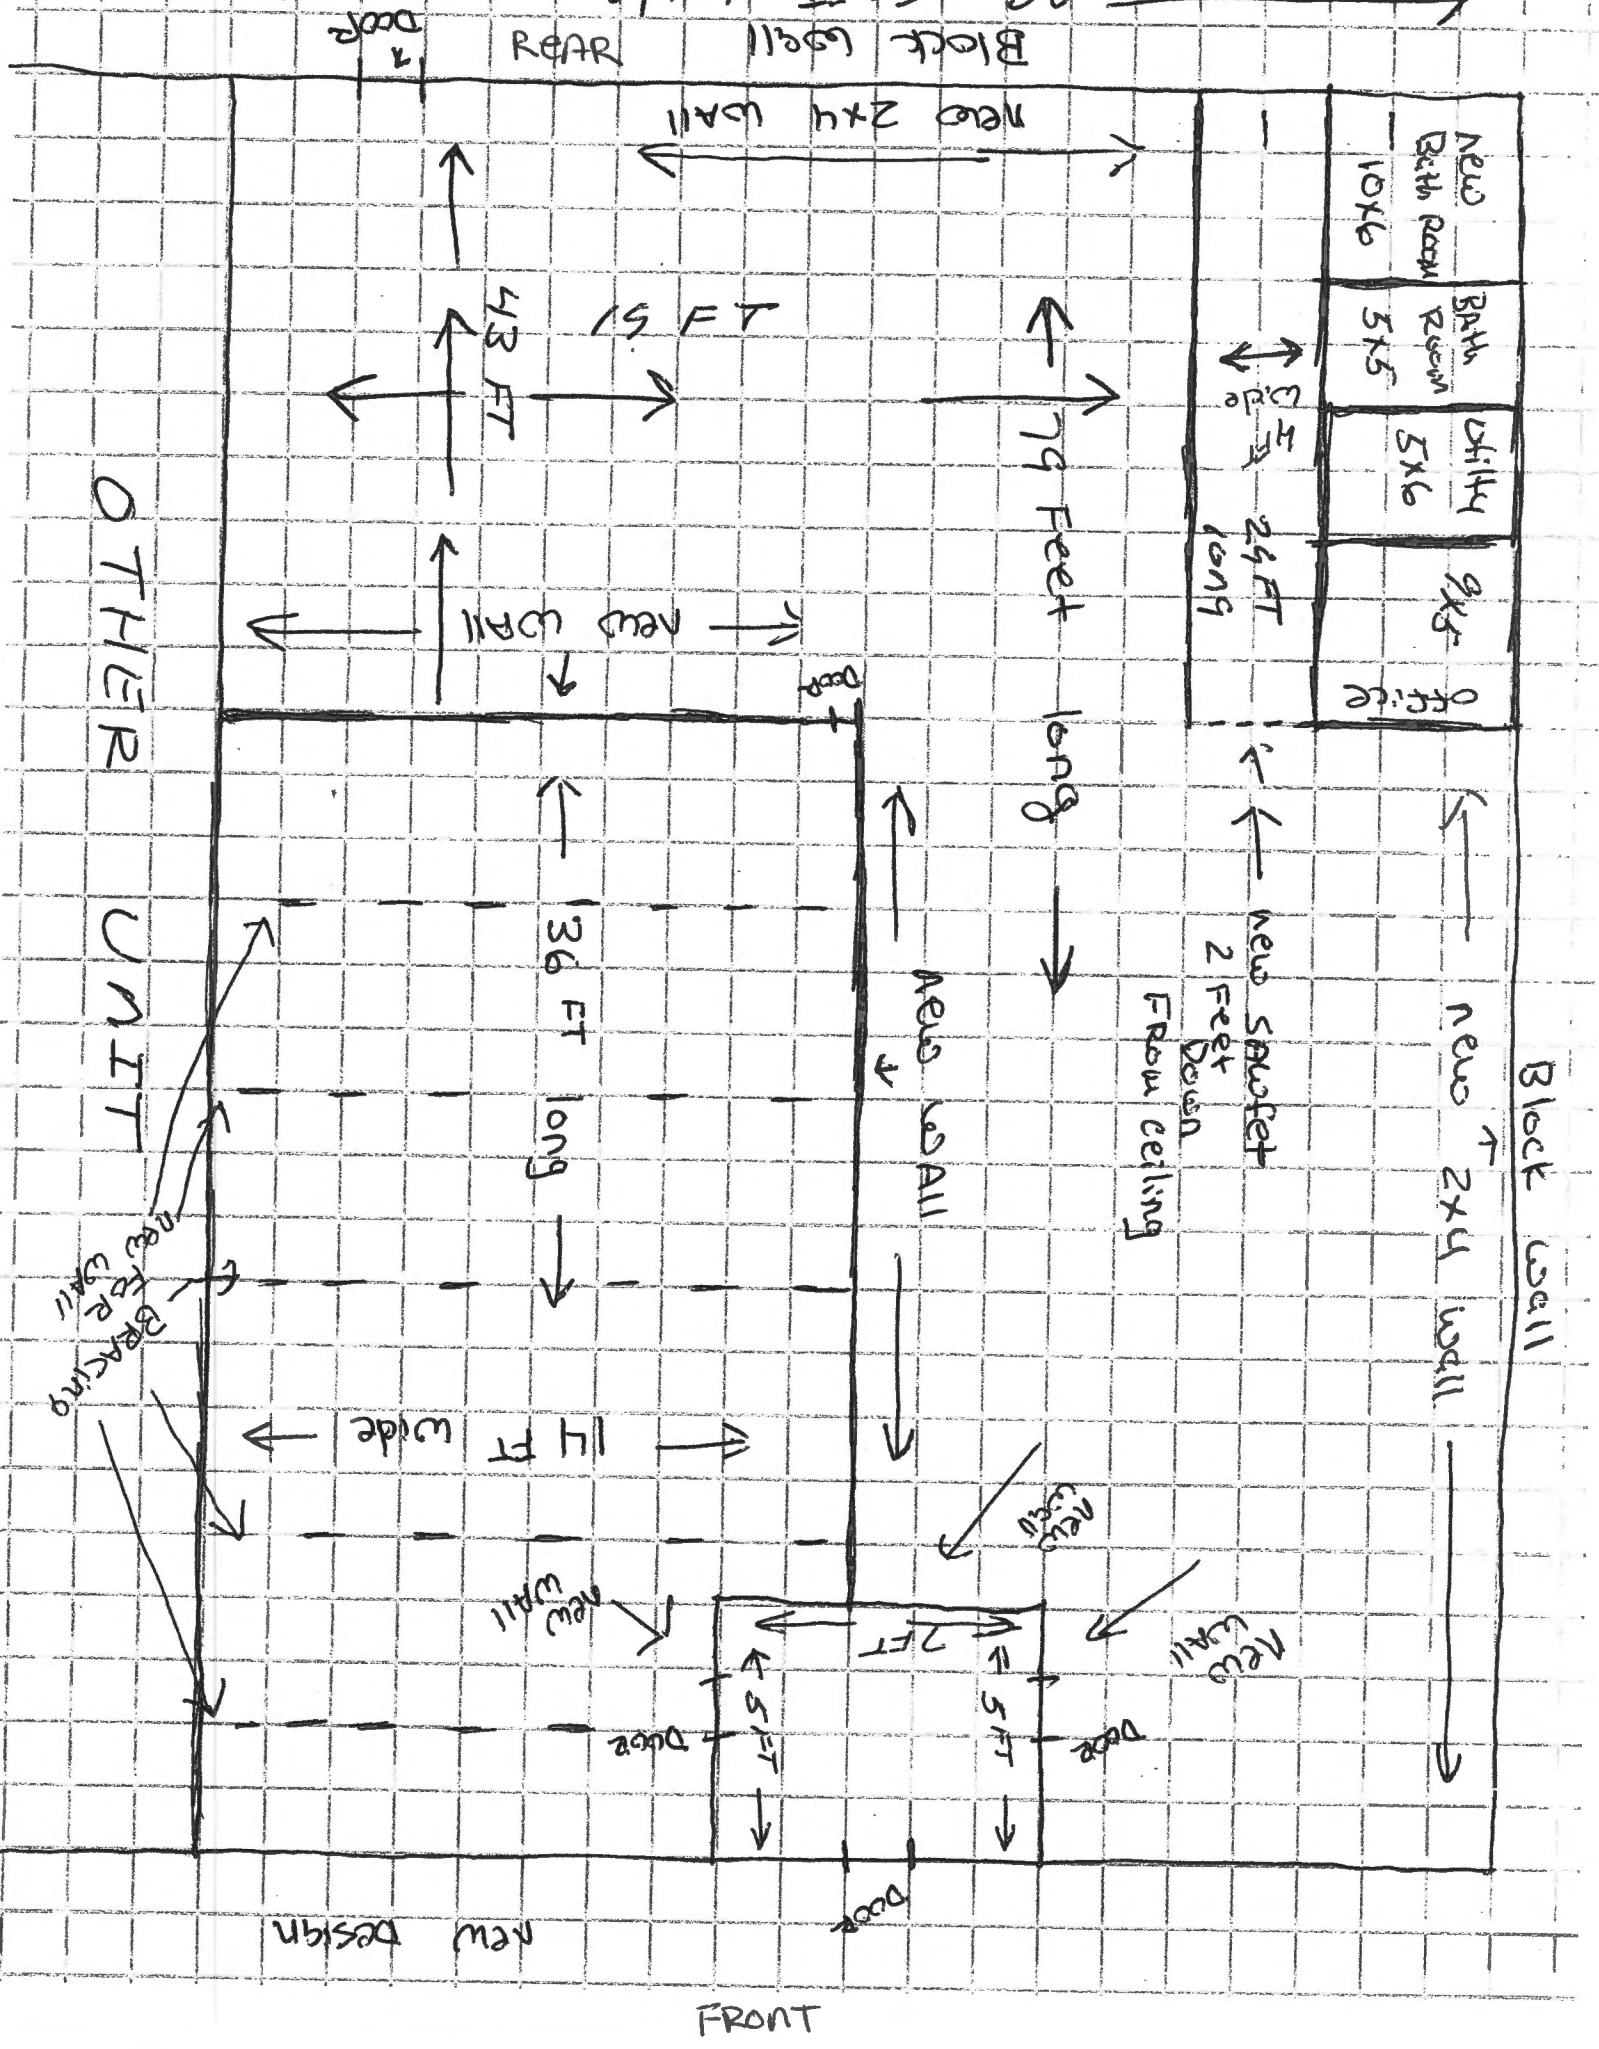 Block Wall
REAR
DOOR
new 2x4 WAll
new
Bath Room
10x6
BAth
Room
5x5
Utility
5x6
9x5
office
4 FT
wide
29 FT
long
43 FT
15 FT
79 Feet long
new WAll
Door
OTHER UNIT
36 FT long
new wAll
new SAWfet
2 Feet
Down
FROM Ceiling
new 2x4 wall
Block wall
new BRACing
FOR
WAll
14 FT wide
new
wall
new
WAll
new
WAll
7 FT
5 FT
5 FT
DOOR
DOOR
DOOR
new DESIGN
FRONT